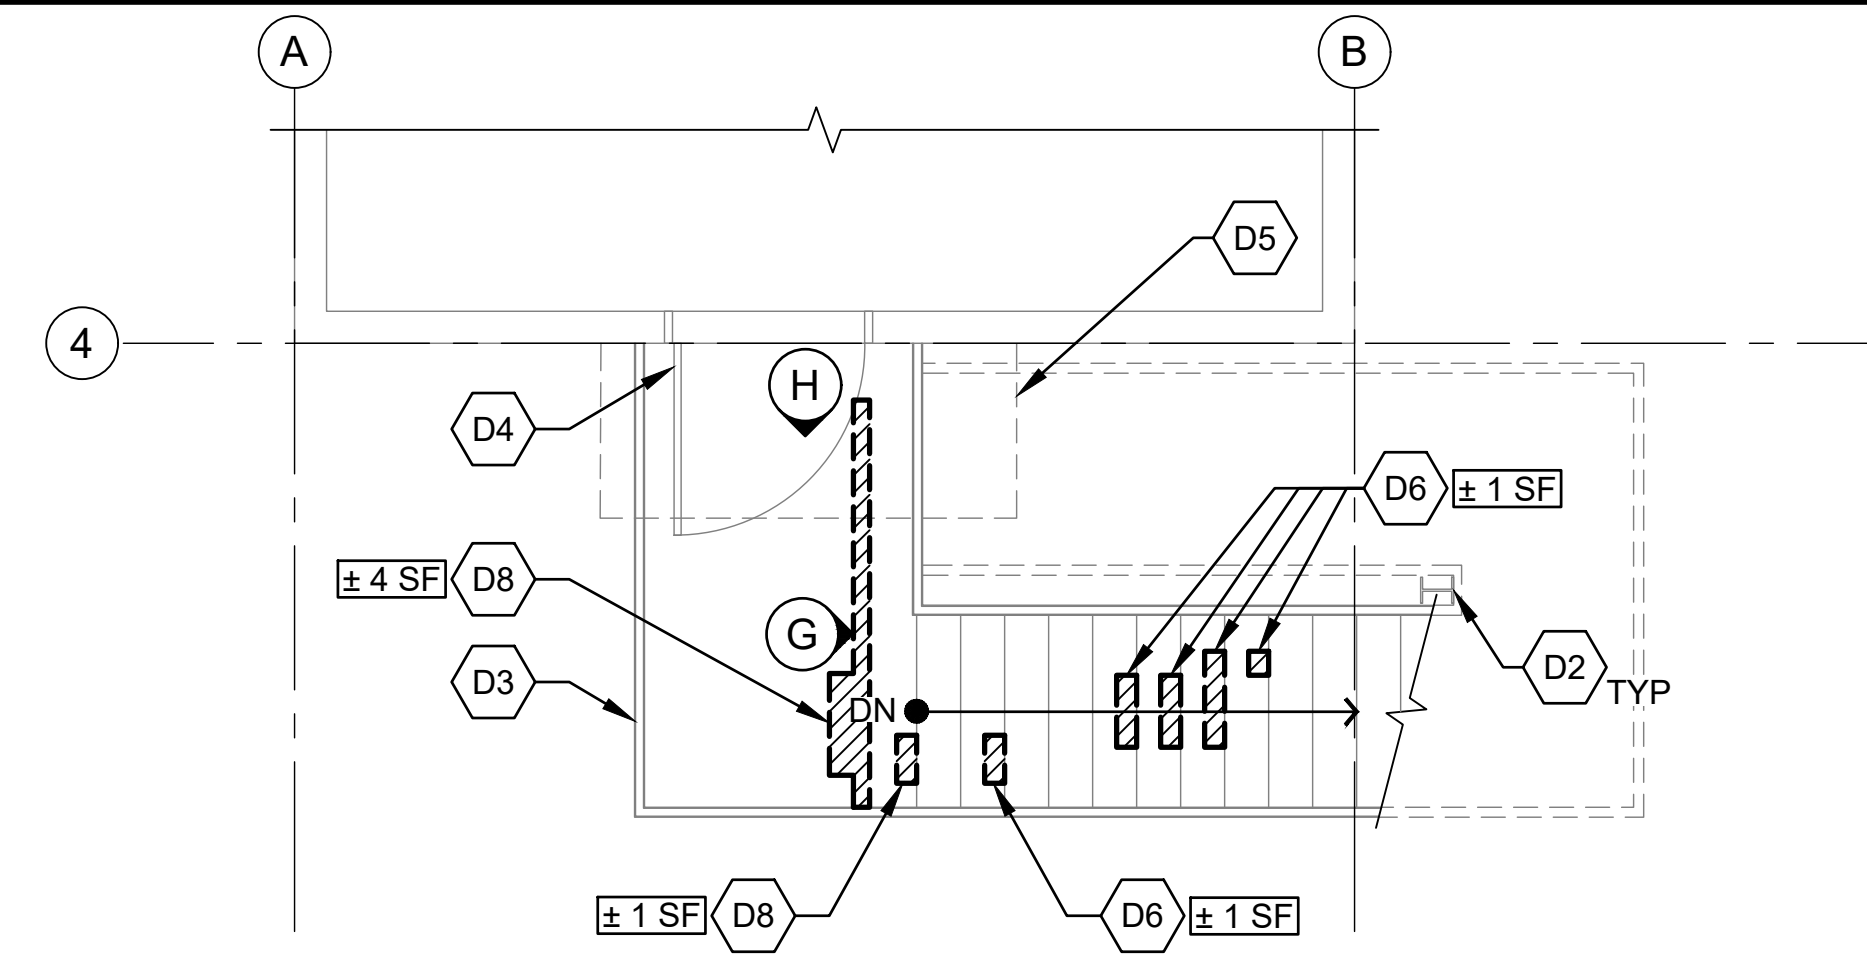 A
B
D5
4
H
D4
D6 ± 1 SF
± 4 SF D8
G
D3
D2 TYP
DN
± 1 SF D8
D6 ± 1 SF